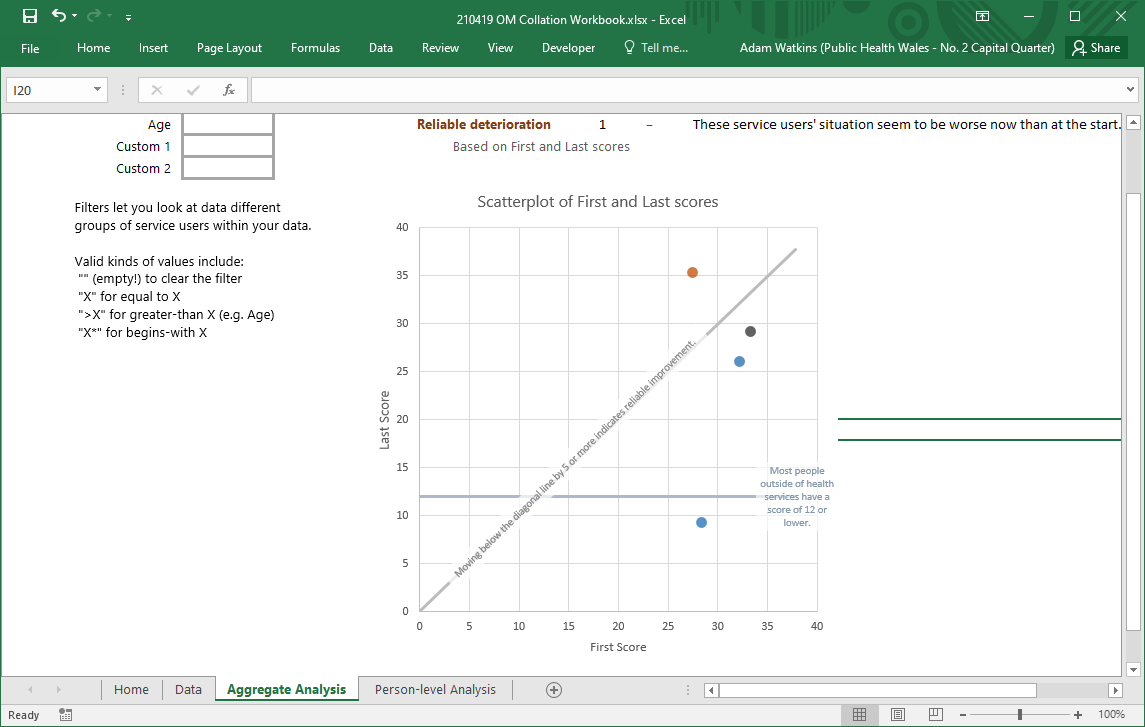 210419 OM Collation Workbook.xlsx - Excel
File Home Insert Page Layout Formulas Data Review View Developer Tell me... Adam Watkins (Public Health Wales - No. 2 Capital Quarter) Share
I20 fx
Age
Custom 1
Custom 2
Reliable deterioration 1 – These service users' situation seem to be worse now than at the start.
Based on First and Last scores
Filters let you look at data different
groups of service users within your data.
Valid kinds of values include:
"" (empty!) to clear the filter
"X" for equal to X
">X" for greater-than X (e.g. Age)
"X*" for begins-with X
Scatterplot of First and Last scores
40
35
30
25
20
15
10
5
0
Last Score
Moving below the diagonal line by 5 or more indicates reliable improvement.
Most people
outside of health
services have a
score of 12 or
lower.
0 5 10 15 20 25 30 35 40
First Score
Home Data Aggregate Analysis Person-level Analysis
Ready 100%